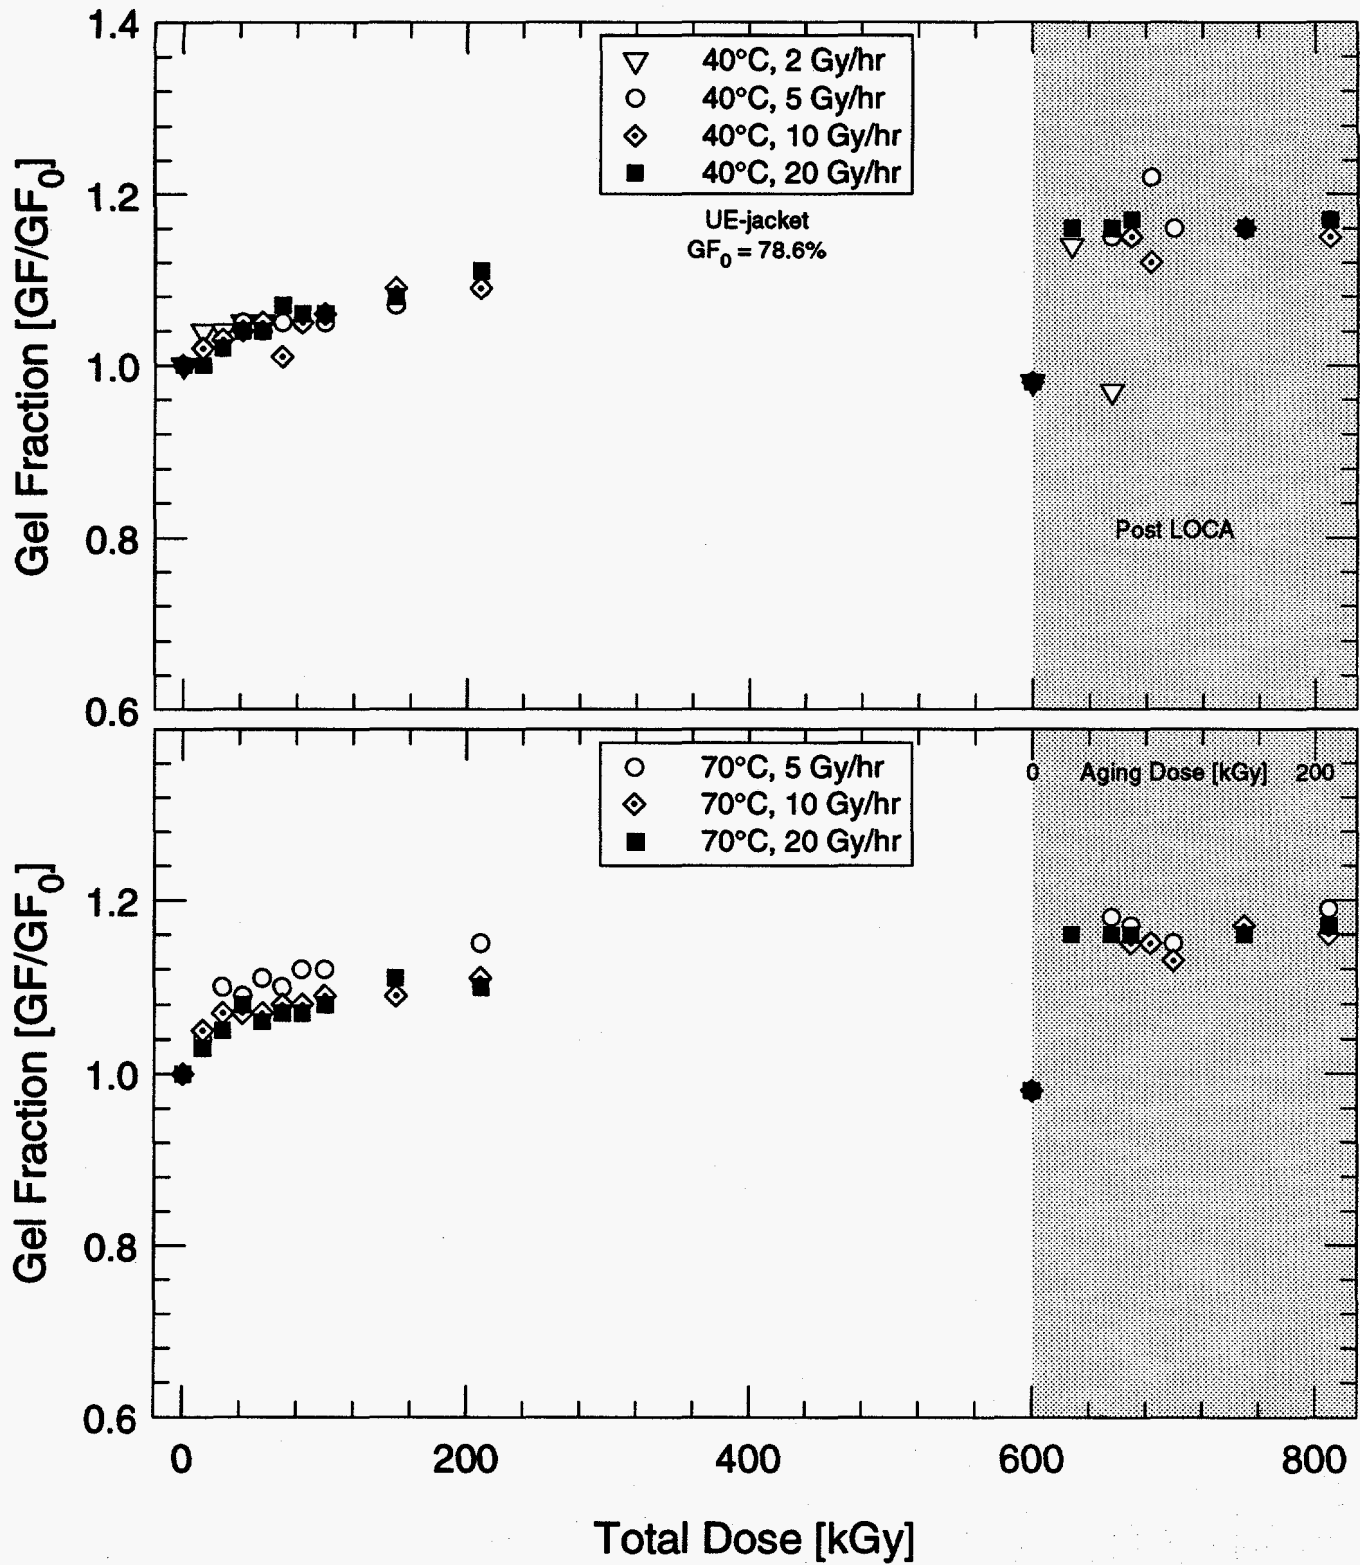 1.4
1.2
1.0
0.8
0.6
Gel Fraction [GF/GF0]
40°C, 2 Gy/hr
40°C, 5 Gy/hr
40°C, 10 Gy/hr
40°C, 20 Gy/hr
UE-jacket
GF0 = 78.6%
Post LOCA
70°C, 5 Gy/hr
70°C, 10 Gy/hr
70°C, 20 Gy/hr
0 Aging Dose [kGy] 200
1.2
1.0
0.8
0.6
Gel Fraction [GF/GF0]
0 200 400 600 800
Total Dose [kGy]